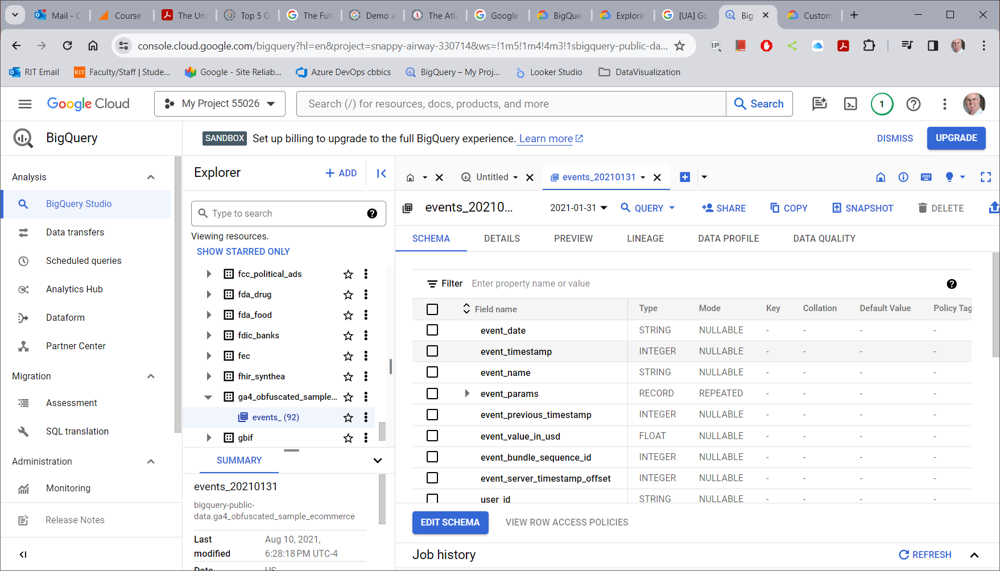 Mail - C
Course
The Unc
Top 5 G
The Fut
Demo a
The Atla
Google
BigQue
Explorin
[UA] Go
Big
Custom
console.cloud.google.com/bigquery?hl=en&project=snappy-airway-330714&ws=!1m5!1m4!4m3!1sbigquery-public-da...
RIT Email
RIT
Faculty/Staff | Stude...
Google - Site Reliab...
Azure DevOps cbbics
BigQuery – My Proj...
Looker Studio
DataVisualization
Google Cloud
My Project 55026
Search (/) for resources, docs, products, and more
Search
1
BigQuery
SANDBOX Set up billing to upgrade to the full BigQuery experience. Learn more
DISMISS
UPGRADE
Analysis
BigQuery Studio
Data transfers
Scheduled queries
Analytics Hub
Dataform
Partner Center
Migration
Assessment
SQL translation
Administration
Monitoring
Release Notes
Explorer
+ ADD
Type to search
Viewing resources.
SHOW STARRED ONLY
fcc_political_ads
fda_drug
fda_food
fdic_banks
fec
fhir_synthea
ga4_obfuscated_sample...
events_ (92)
gbif
SUMMARY
events_20210131
bigquery-public-
data.ga4_obfuscated_sample_ecommerce
Last modified Aug 10, 2021, 6:28:18 PM UTC-4
Data US
Untitled
events_20210131
events_20210...
2021-01-31
QUERY
SHARE
COPY
SNAPSHOT
DELETE
SCHEMA DETAILS PREVIEW LINEAGE DATA PROFILE DATA QUALITY
Filter Enter property name or value
Field name Type Mode Key Collation Default Value Policy Tag
event_date STRING NULLABLE - - - -
event_timestamp INTEGER NULLABLE - - - -
event_name STRING NULLABLE - - - -
event_params RECORD REPEATED - - - -
event_previous_timestamp INTEGER NULLABLE - - - -
event_value_in_usd FLOAT NULLABLE - - - -
event_bundle_sequence_id INTEGER NULLABLE - - - -
event_server_timestamp_offset INTEGER NULLABLE - - - -
user_id STRING NULLABLE - - - -
EDIT SCHEMA
VIEW ROW ACCESS POLICIES
Job history
REFRESH